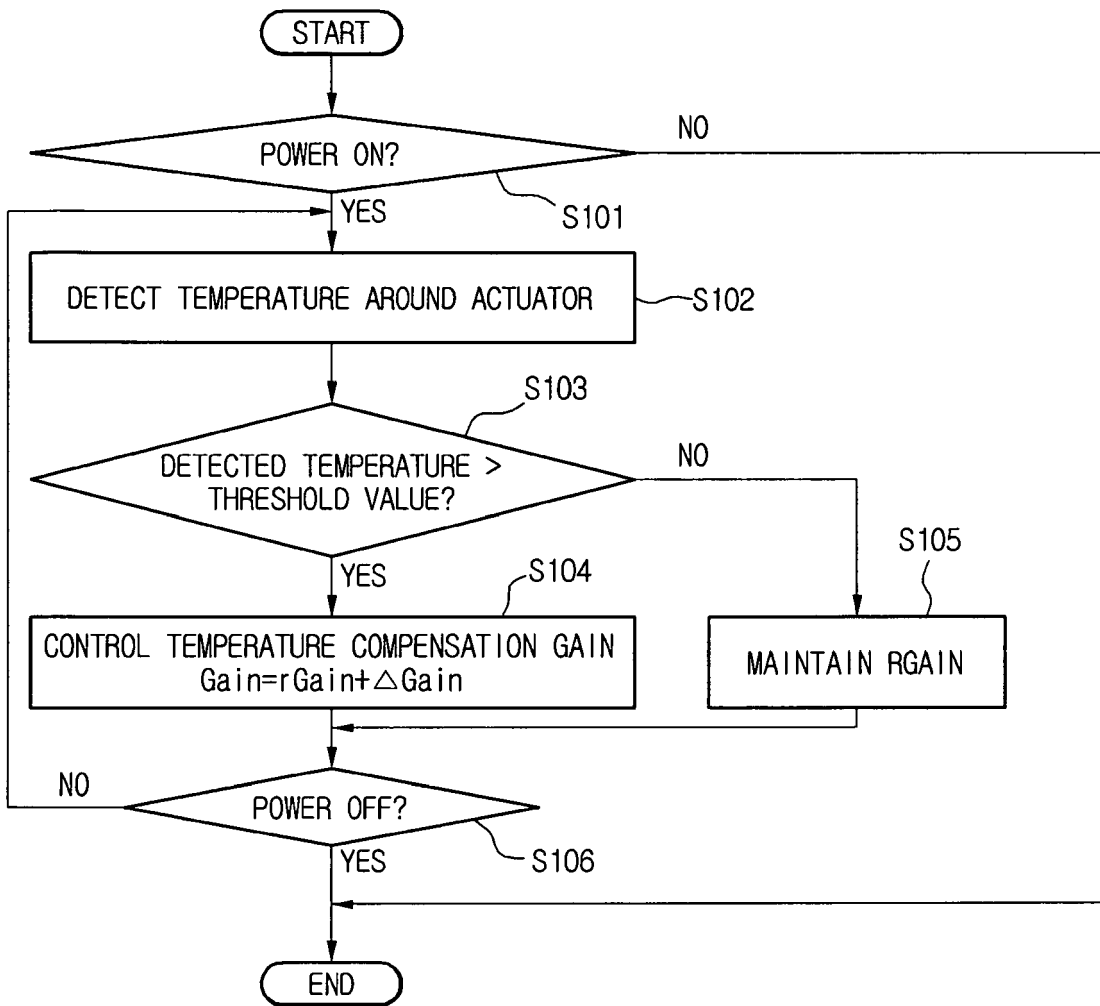 START
POWER ON?
NO
S101
YES
DETECT TEMPERATURE AROUND ACTUATOR
S102
S103
DETECTED TEMPERATURE >
THRESHOLD VALUE?
NO
YES
S104
S105
CONTROL TEMPERATURE COMPENSATION GAIN
Gain=rGain+△Gain
MAINTAIN RGAIN
NO
POWER OFF?
S106
YES
END